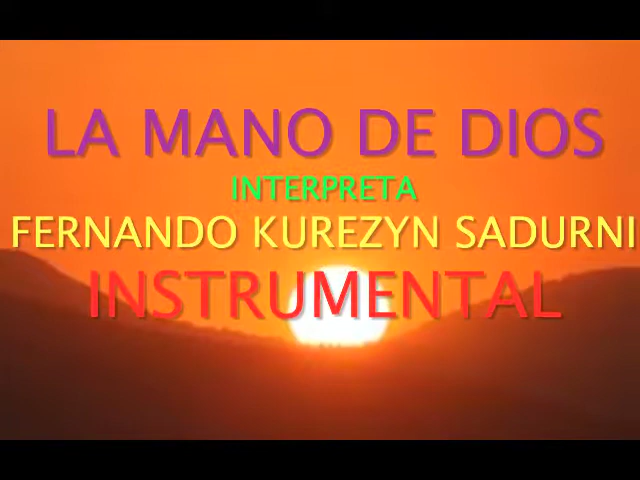 LA MANO DE DIOS
INTERPRETA
FERNANDO KUREZYN SADURNI
INSTRUMENTAL